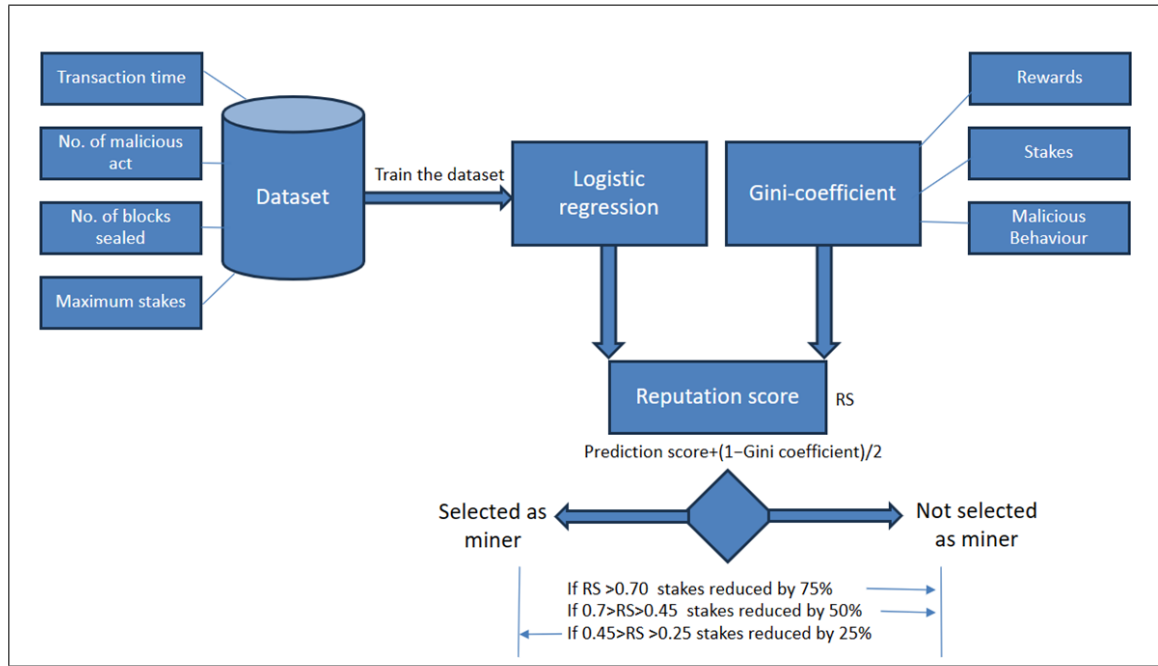 Transaction time
No. of malicious
act
No. of blocks
sealed
Maximum stakes
Dataset
Train the dataset
Logistic
regression
Gini-coefficient
Rewards
Stakes
Malicious
Behaviour
Reputation score
RS
Prediction score+(1−Gini coefficient)/2
Selected as
miner
Not selected
as miner
If RS >0.70 stakes reduced by 75%
If 0.7>RS>0.45 stakes reduced by 50%
If 0.45>RS >0.25 stakes reduced by 25%